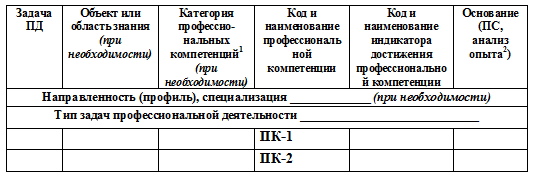 Задача
ПД
Объект или
область знания
(при
необходимости)
Категория
профессио-
нальных
компетенций¹
(при
необходимости)
Код и
наименование
профессиональ
ной
компетенции
Код и
наименование
индикатора
достижения
профессионально
й компетенции
Основание
(ПС,
анализ
опыта²)
Направленность (профиль), специализация _____________ (при необходимости)
Тип задач профессиональной деятельности _____________________________
ПК-1
ПК-2